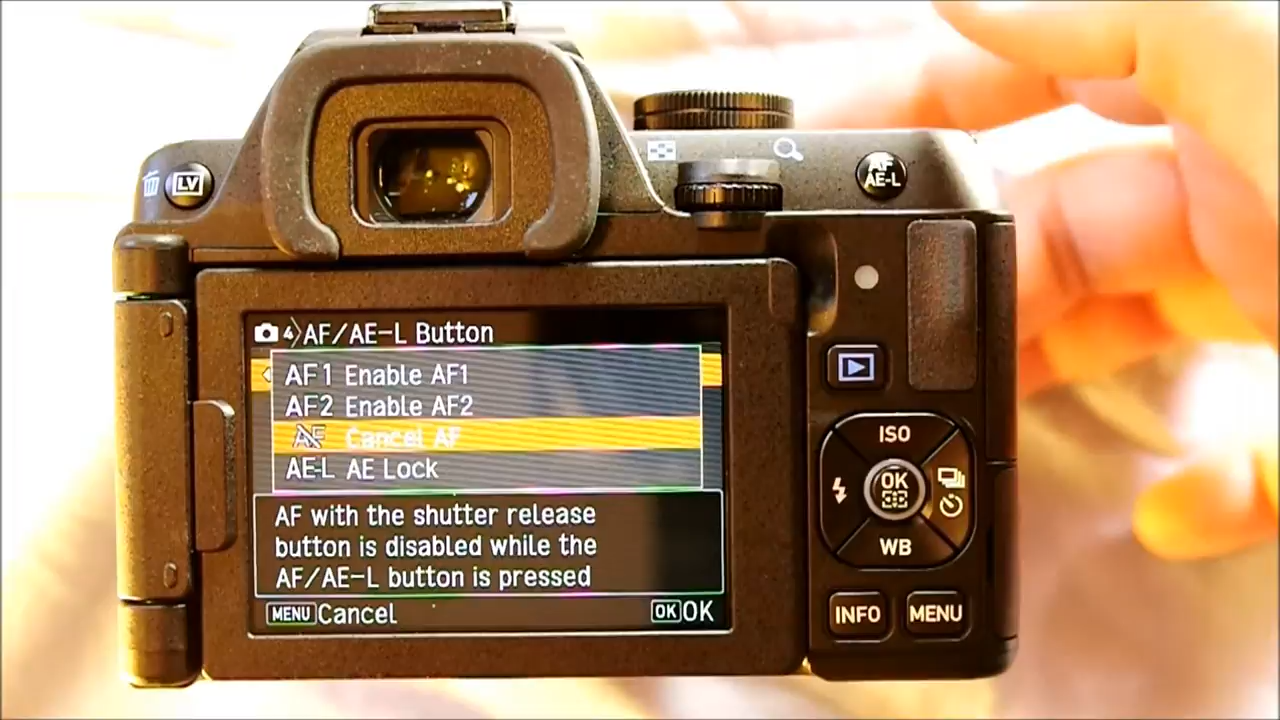 LV
AF
AE-L
4 AF/AE-L Button
AF1 Enable AF1
AF2 Enable AF2
AF Cancel AF
AE-L AE Lock
AF with the shutter release
button is disabled while the
AF/AE-L button is pressed
MENU Cancel
OK OK
ISO
OK
WB
INFO
MENU